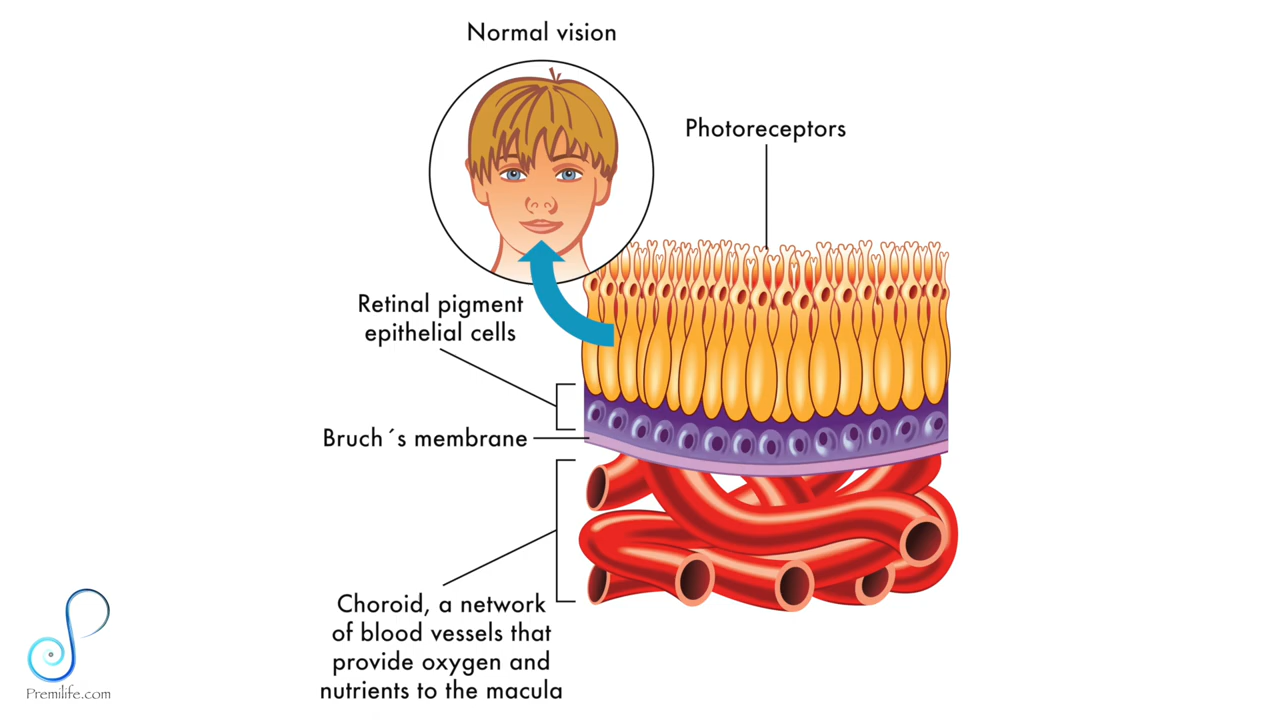 Normal vision
Photoreceptors
Retinal pigment
epithelial cells
Bruch´s membrane
Choroid, a network
of blood vessels that
provide oxygen and
nutrients to the macula
Premilife.com